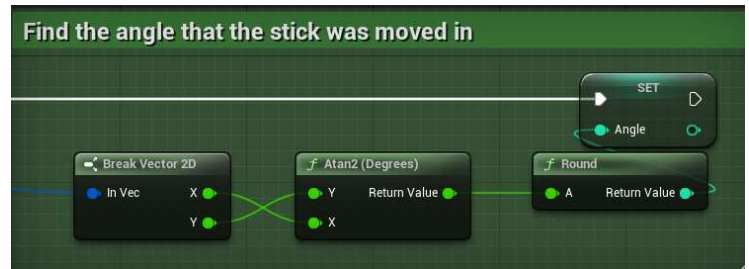 Find the angle that the stick was moved in
SET
Angle
Break Vector 2D
In Vec X
Y
f Atan2 (Degrees)
Y Return Value
X
f Round
A Return Value